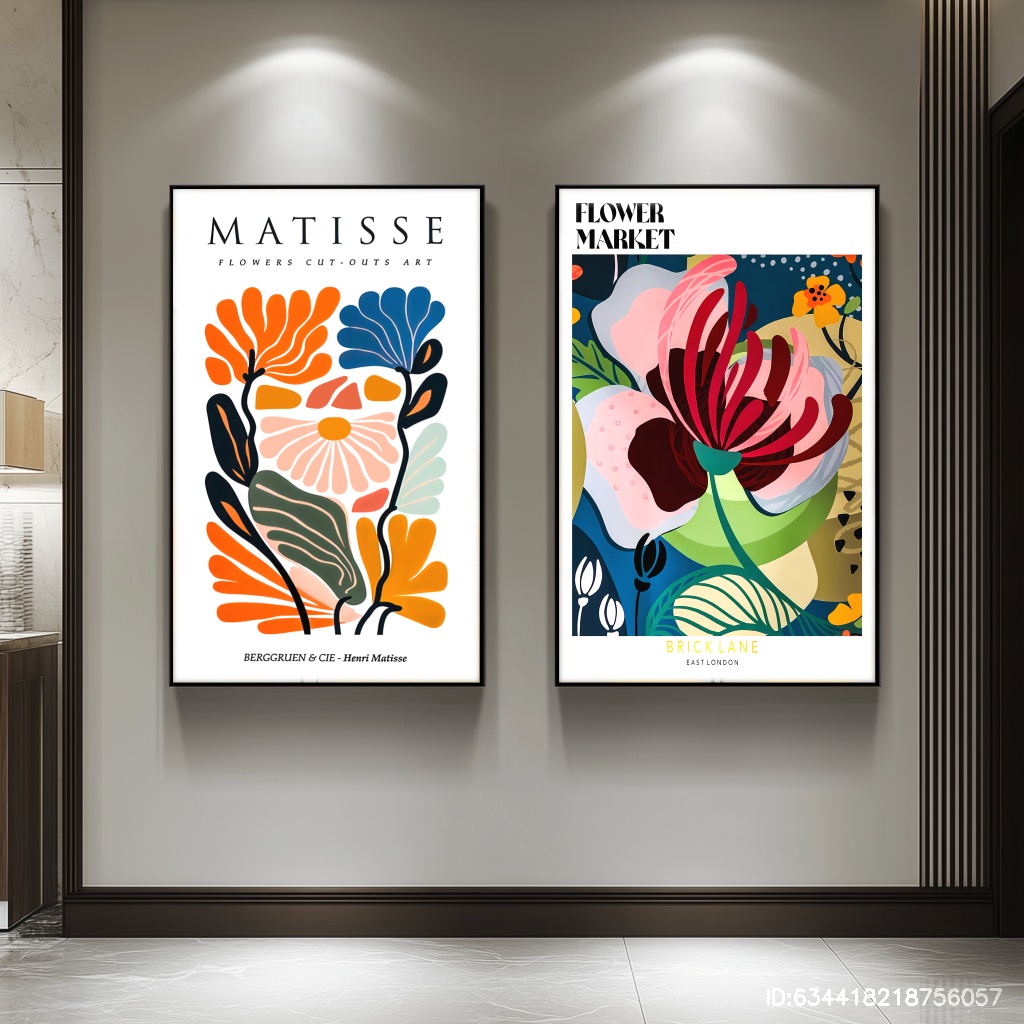 MATISSE
FLOWERS CUT-OUTS ART
BERGGRUEN & CIE - Henri Matisse
FLOWER
MARKET
BRICK LANE
EAST LONDON
ID:634418218756057